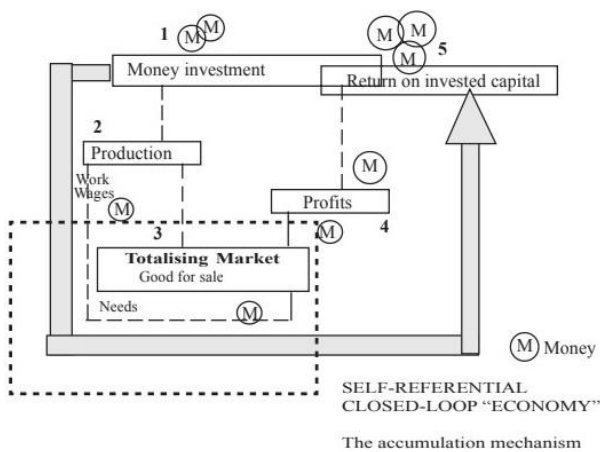 1
M M
M M M
5
Money investment
Return on invested capital
2
Production
Work
Wages
M
M
Profits
4
M
3
Totalising Market
Good for sale
Needs
M
M Money
SELF-REFERENTIAL
CLOSED-LOOP “ECONOMY”
The accumulation mechanism